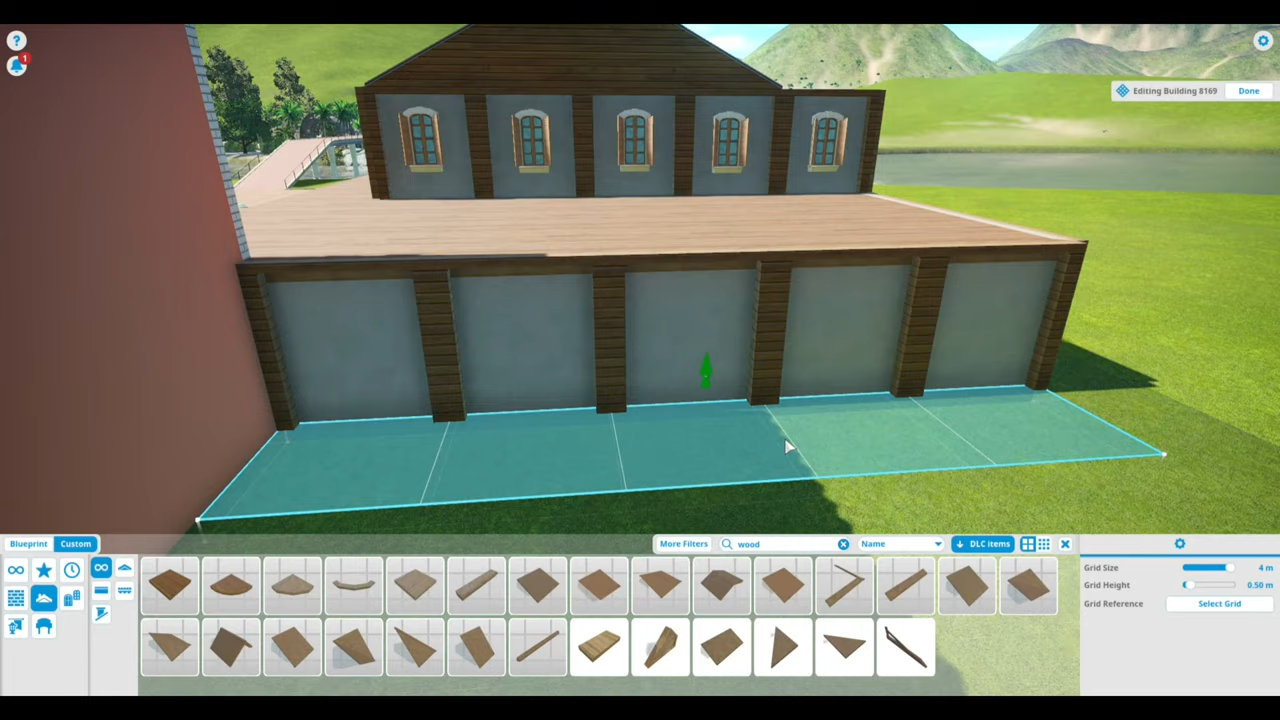 ?
1
Editing Building 8169 Done
Blueprint Custom More Filters wood Name DLC items
Grid Size 4 m
Grid Height 0.50 m
Grid Reference Select Grid